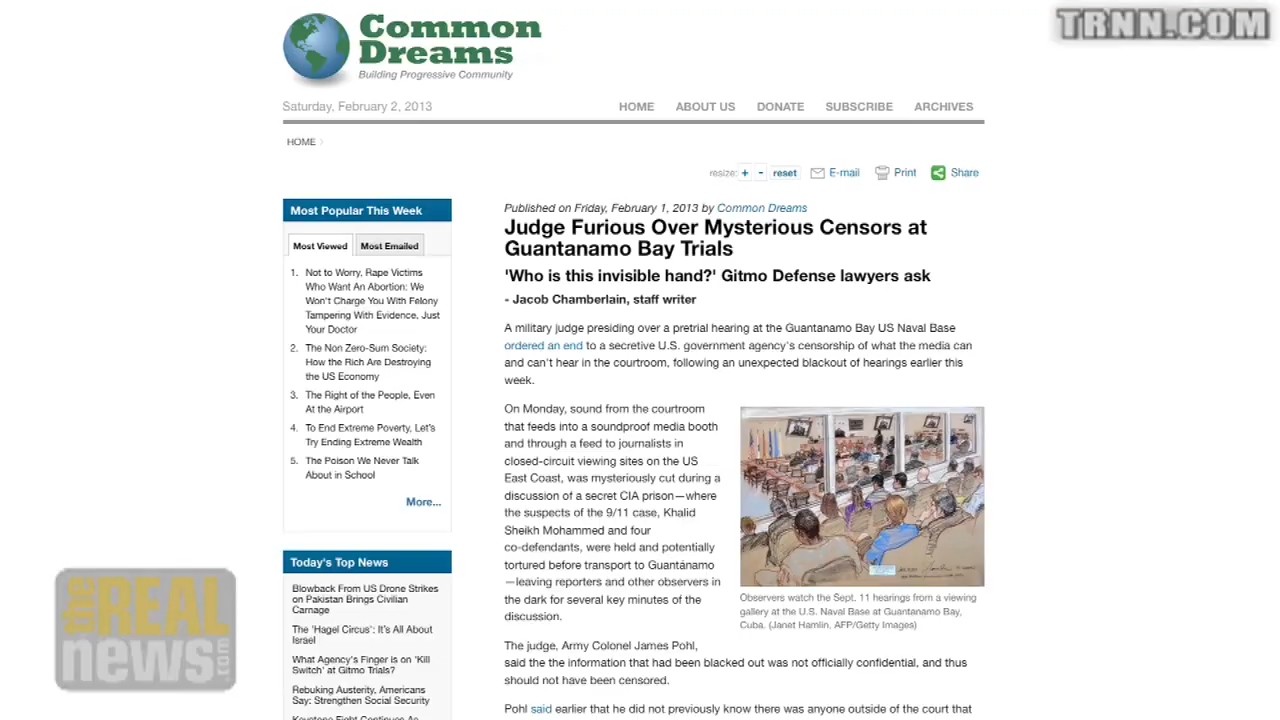 TRNN.COM
Common
Dreams
Building Progressive Community
Saturday, February 2, 2013
HOME ABOUT US DONATE SUBSCRIBE ARCHIVES
HOME
resize: + - reset E-mail Print Share
Most Popular This Week
Most Viewed Most Emailed
1. Not to Worry, Rape Victims
Who Want An Abortion: We
Won't Charge You With Felony
Tampering With Evidence, Just
Your Doctor
2. The Non Zero-Sum Society:
How the Rich Are Destroying
the US Economy
3. The Right of the People, Even
At the Airport
4. To End Extreme Poverty, Let's
Try Ending Extreme Wealth
5. The Poison We Never Talk
About in School
More...
Today's Top News
Blowback From US Drone Strikes
on Pakistan Brings Civilian
Carnage
The 'Hagel Circus': It's All About
Israel
What Agency's Finger is on 'Kill
Switch' at Gitmo Trials?
Rebuking Austerity, Americans
Say: Strengthen Social Security
Keystone Fight Continues As
Published on Friday, February 1, 2013 by Common Dreams
Judge Furious Over Mysterious Censors at
Guantanamo Bay Trials
'Who is this invisible hand?' Gitmo Defense lawyers ask
- Jacob Chamberlain, staff writer
A military judge presiding over a pretrial hearing at the Guantanamo Bay US Naval Base
ordered an end to a secretive U.S. government agency's censorship of what the media can
and can't hear in the courtroom, following an unexpected blackout of hearings earlier this
week.
On Monday, sound from the courtroom
that feeds into a soundproof media booth
and through a feed to journalists in
closed-circuit viewing sites on the US
East Coast, was mysteriously cut during a
discussion of a secret CIA prison—where
the suspects of the 9/11 case, Khalid
Sheikh Mohammed and four
co-defendants, were held and potentially
tortured before transport to Guantánamo
—leaving reporters and other observers in
the dark for several key minutes of the
discussion.
Observers watch the Sept. 11 hearings from a viewing
gallery at the U.S. Naval Base at Guantanamo Bay,
Cuba. (Janet Hamlin, AFP/Getty Images)
The judge, Army Colonel James Pohl,
said the the information that had been blacked out was not officially confidential, and thus
should not have been censored.
Pohl said earlier that he did not previously know there was anyone outside of the court that
the REAL
news.com